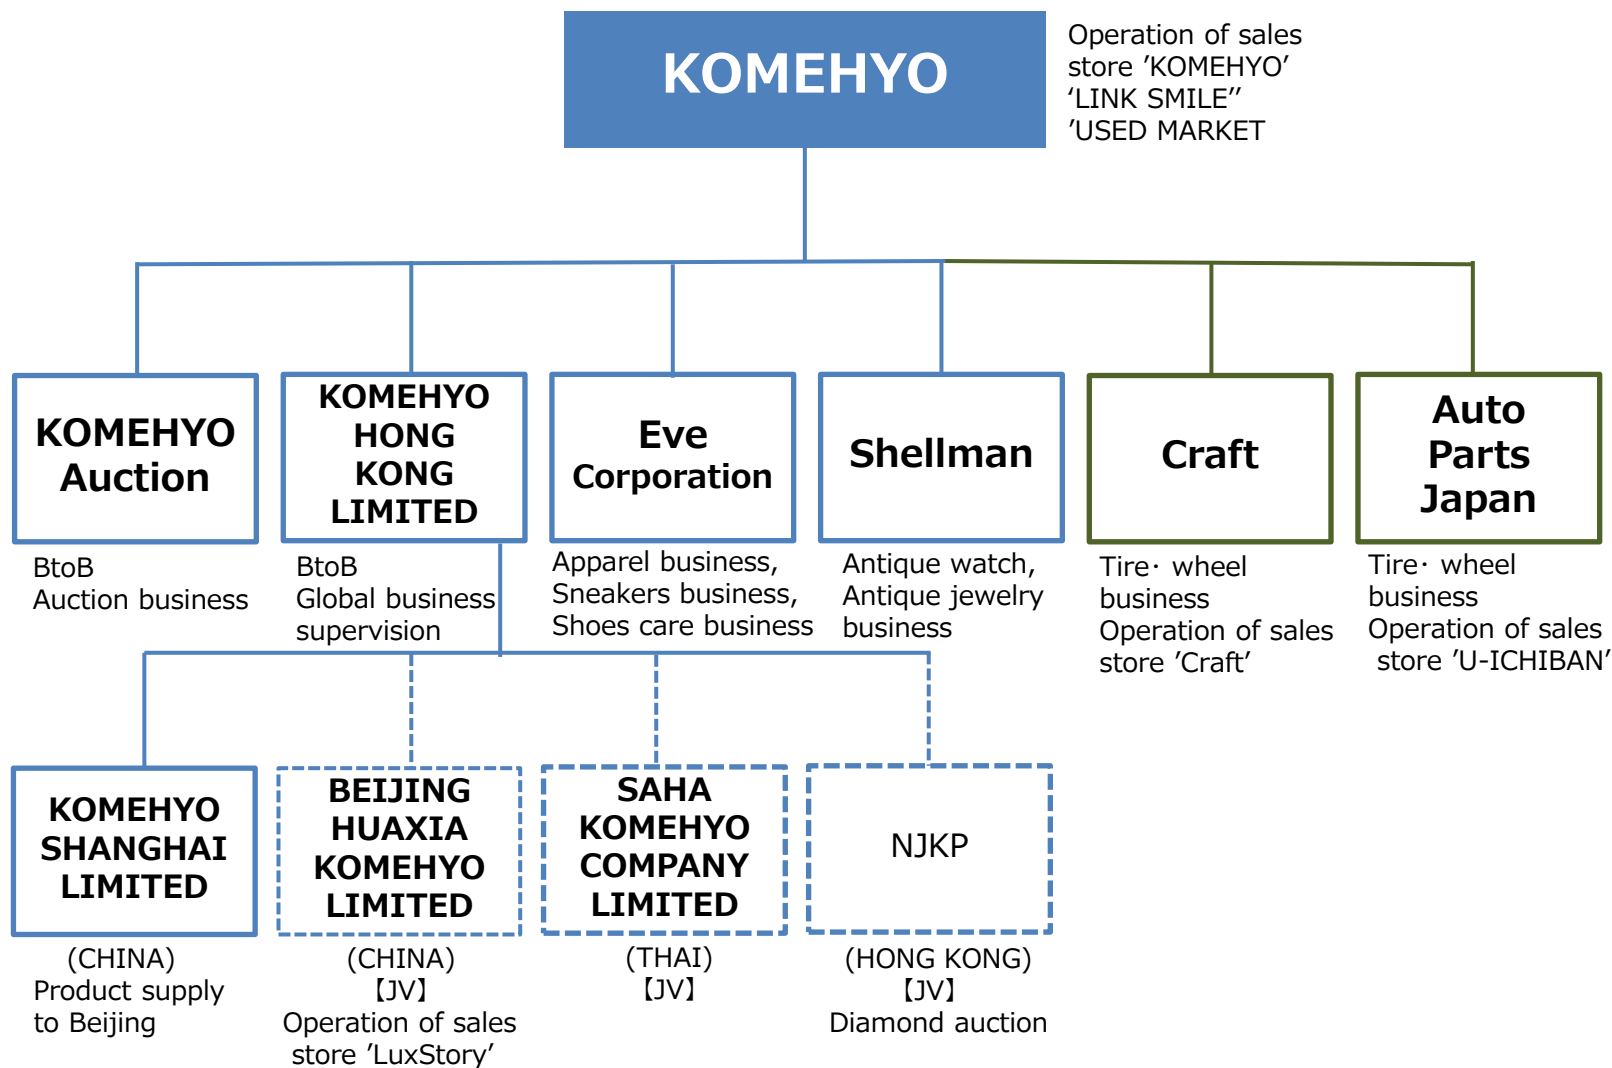 KOMEHYO
Operation of sales
store ’KOMEHYO’
‘LINK SMILE’’
’USED MARKET
KOMEHYO
Auction
BtoB
Auction business
KOMEHYO
HONG
KONG
LIMITED
BtoB
Global business
supervision
Eve
Corporation
Apparel business,
Sneakers business,
Shoes care business
Shellman
Antique watch,
Antique jewelry
business
Craft
Tire・wheel
business
Operation of sales
store ’Craft’
Auto
Parts
Japan
Tire・wheel
business
Operation of sales
store ’U-ICHIBAN’
KOMEHYO
SHANGHAI
LIMITED
(CHINA)
Product supply
to Beijing
BEIJING
HUAXIA
KOMEHYO
LIMITED
(CHINA)
【JV】
Operation of sales
store ’LuxStory’
SAHA
KOMEHYO
COMPANY
LIMITED
(THAI)
【JV】
NJKP
(HONG KONG)
【JV】
Diamond auction